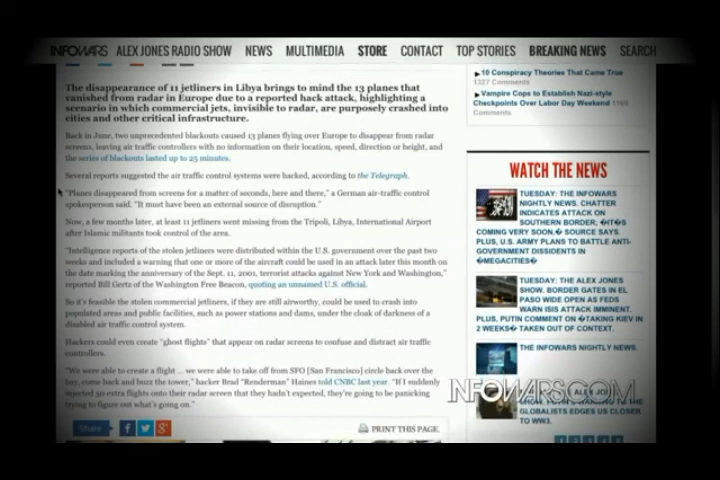 INFOWARS ALEX JONES RADIO SHOW NEWS MULTIMEDIA STORE CONTACT TOP STORIES BREAKING NEWS SEARCH
The disappearance of 11 jetliners in Libya brings to mind the 13 planes that
vanished from radar in Europe due to a reported hack attack, highlighting a
scenario in which commercial jets, invisible to radar, are purposely crashed into
cities and other critical infrastructure.
Back in June, two unprecedented blackouts caused 13 planes flying over Europe to disappear from radar
screens, leaving air traffic controllers with no information on their location, speed, direction or height, and
the series of blackouts lasted up to 25 minutes.
Several reports suggested the air traffic control systems were hacked, according to the Telegraph.
“Planes disappeared from screens for a matter of seconds, here and there,” a German air-traffic control
spokesperson said. “It must have been an external source of disruption.”
Now, a few months later, at least 11 jetliners went missing from the Tripoli, Libya, International Airport
after Islamic militants took control of the area.
“Intelligence reports of the stolen jetliners were distributed within the U.S. government over the past two
weeks and included a warning that one or more of the aircraft could be used in an attack later this month on
the date marking the anniversary of the Sept. 11, 2001, terrorist attacks against New York and Washington,”
reported Bill Gertz of the Washington Free Beacon, quoting an unnamed U.S. official.
So it's feasible the stolen commercial jetliners, if they are still airworthy, could be used to crash into
populated areas and public facilities, such as power stations and dams, under the cloak of darkness of a
disabled air traffic control system.
Hackers could even create “ghost flights” that appear on radar screens to confuse and distract air traffic
controllers.
“We were able to create a flight … we were able to take off from SFO [San Francisco] circle back over the
bay, come back and buzz the tower,” hacker Brad “Renderman” Haines told CNBC last year. “If I suddenly
injected 50 extra flights onto their radar screen that they hadn't expected, they're going to be panicking
trying to figure out what's going on.”
Share
PRINT THIS PAGE.
10 Conspiracy Theories That Came True
1327 Comments
Vampire Cops to Establish Nazi-style
Checkpoints Over Labor Day Weekend
Comments
WATCH THE NEWS
TUESDAY: THE INFOWARS
NIGHTLY NEWS. CHATTER
INDICATES ATTACK ON
SOUTHERN BORDER; �IT�S
COMING VERY SOON,� SOURCE SAYS.
PLUS, U.S. ARMY PLANS TO BATTLE ANTI-
GOVERNMENT DISSIDENTS IN
�MEGACITIES�
TUESDAY: THE ALEX JONES
SHOW. BORDER GATES IN EL
PASO WIDE OPEN AS FEDS
WARN ISIS ATTACK IMMINENT.
PLUS, PUTIN COMMENT ON �TAKING KIEV IN
2 WEEKS� TAKEN OUT OF CONTEXT.
THE INFOWARS NIGHTLY NEWS.
INFOWARS.COM
GLOBALISTS EDGES US CLOSER
TO WW3.